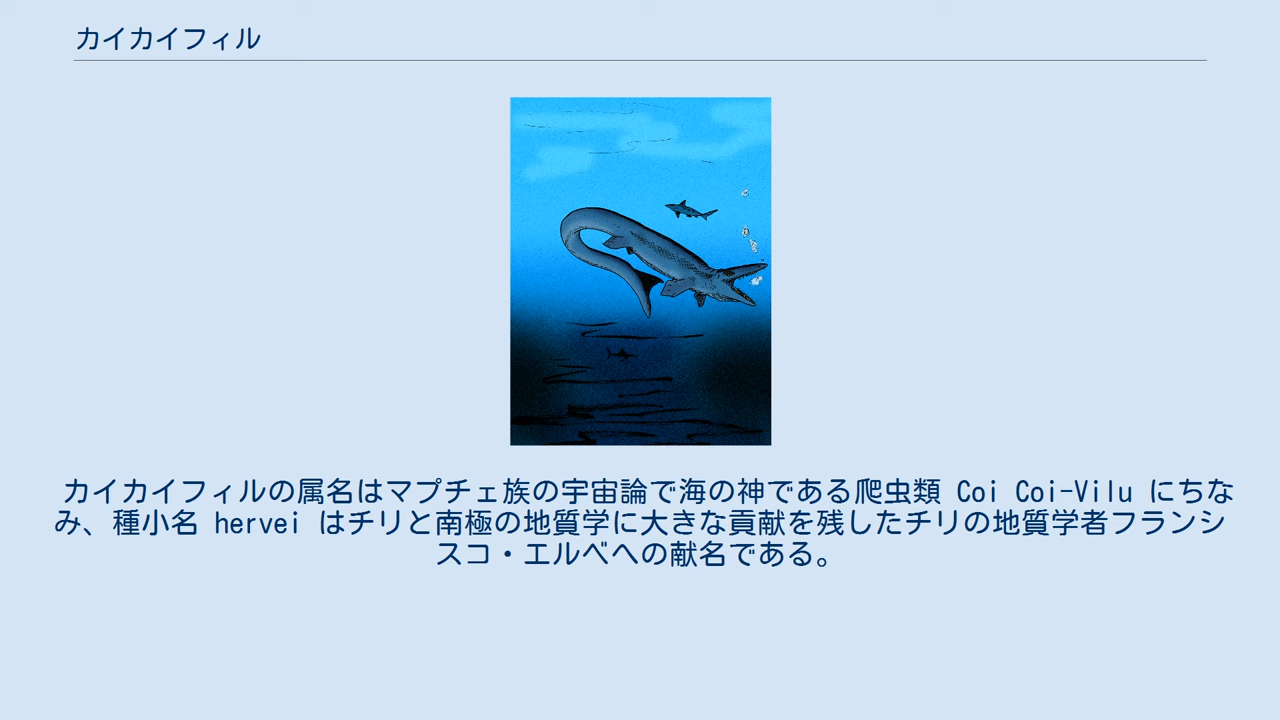 カイカイフィル
カイカイフィルの属名はマプチェ族の宇宙論で海の神である爬虫類 Coi Coi-Vilu にちな
み、種小名 hervei はチリと南極の地質学に大きな貢献を残したチリの地質学者フランシ
スコ・エルベへの献名である。